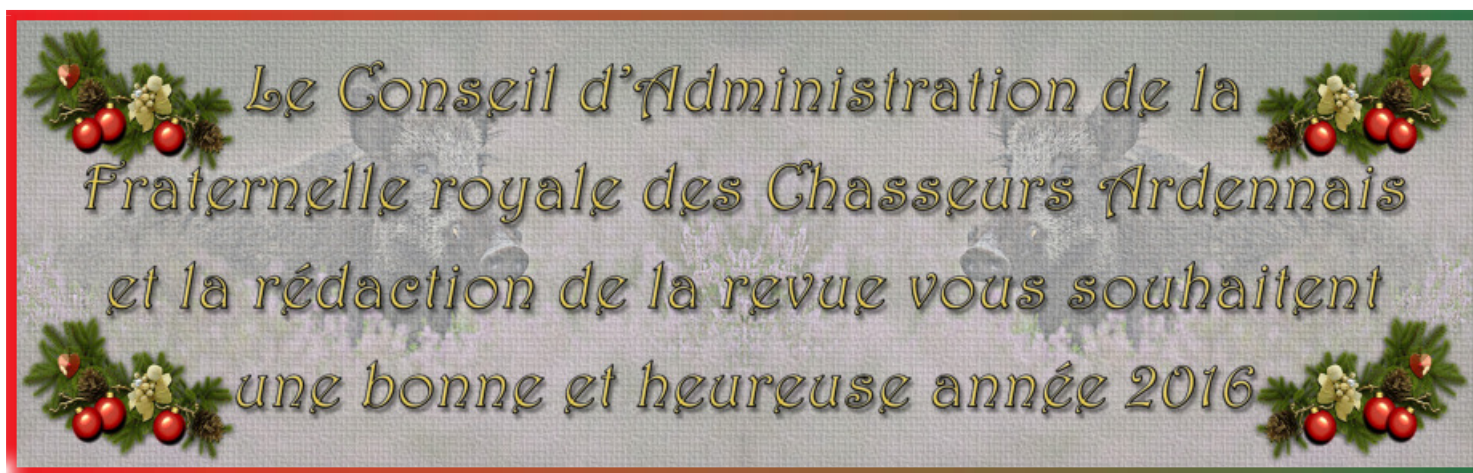 Le Conseil d'Administration de la
Fraternelle royale des Chasseurs Ardennais
et la rédaction de la revue vous souhaitent
une bonne et heureuse année 2016